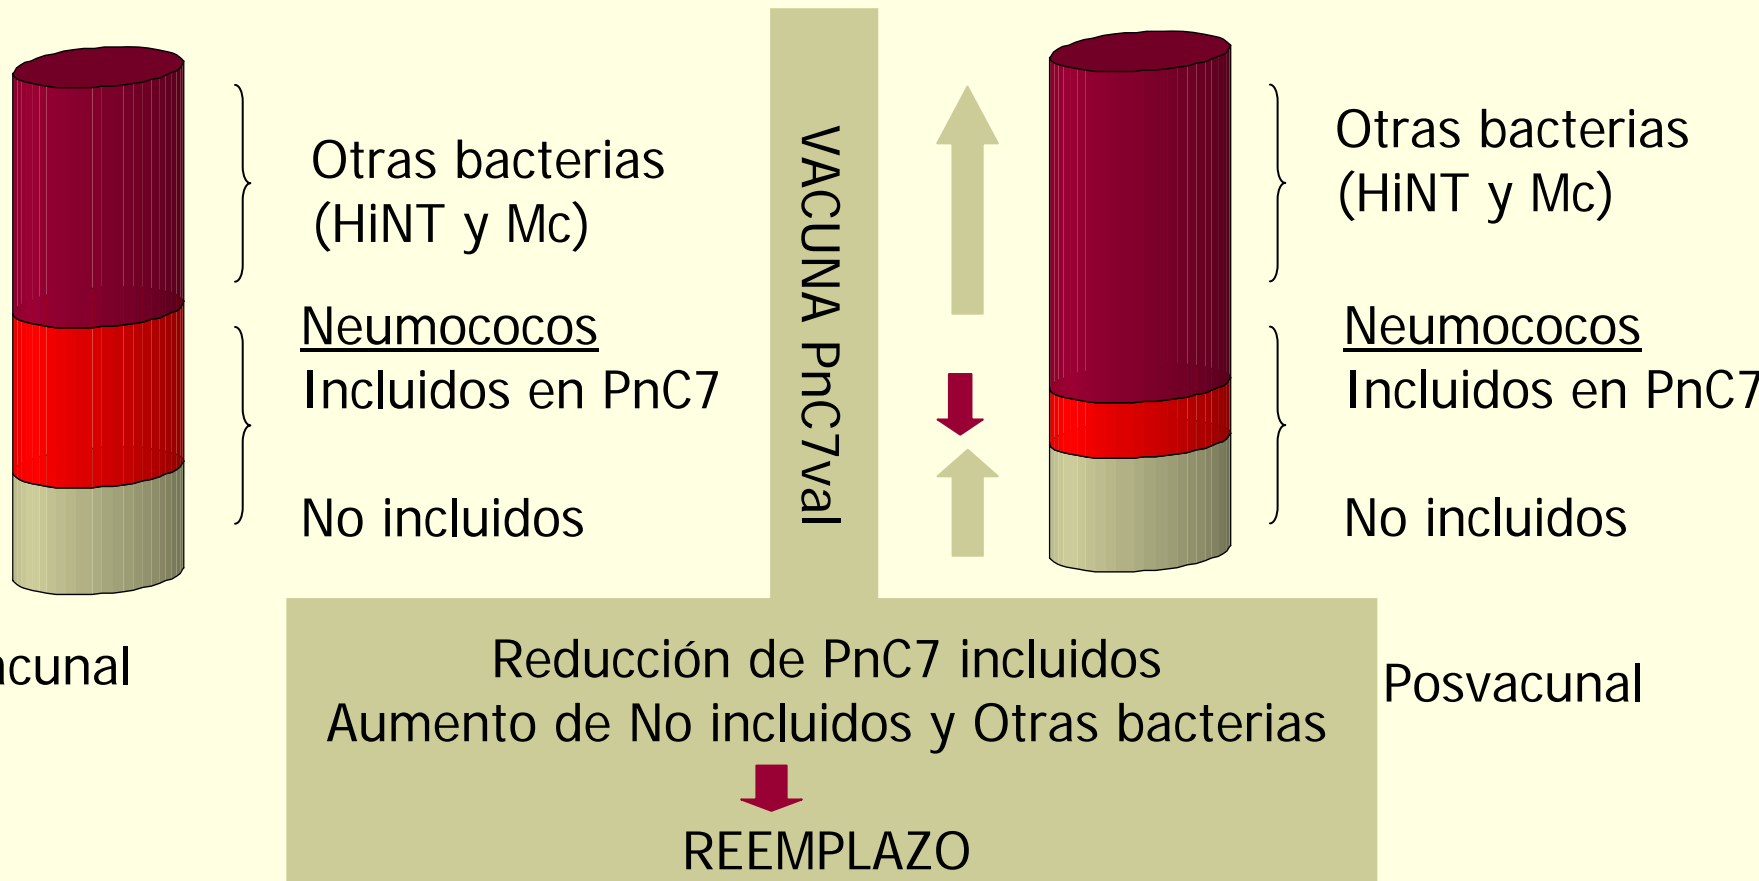 Otras bacterias
(HiNT y Mc)
Neumococos
Incluidos en PnC7
No incluidos
VACUNA PnC7val
Otras bacterias
(HiNT y Mc)
Neumococos
Incluidos en PnC7
No incluidos
acunal
Posvacunal
Reducción de PnC7 incluidos
Aumento de No incluidos y Otras bacterias
REEMPLAZO